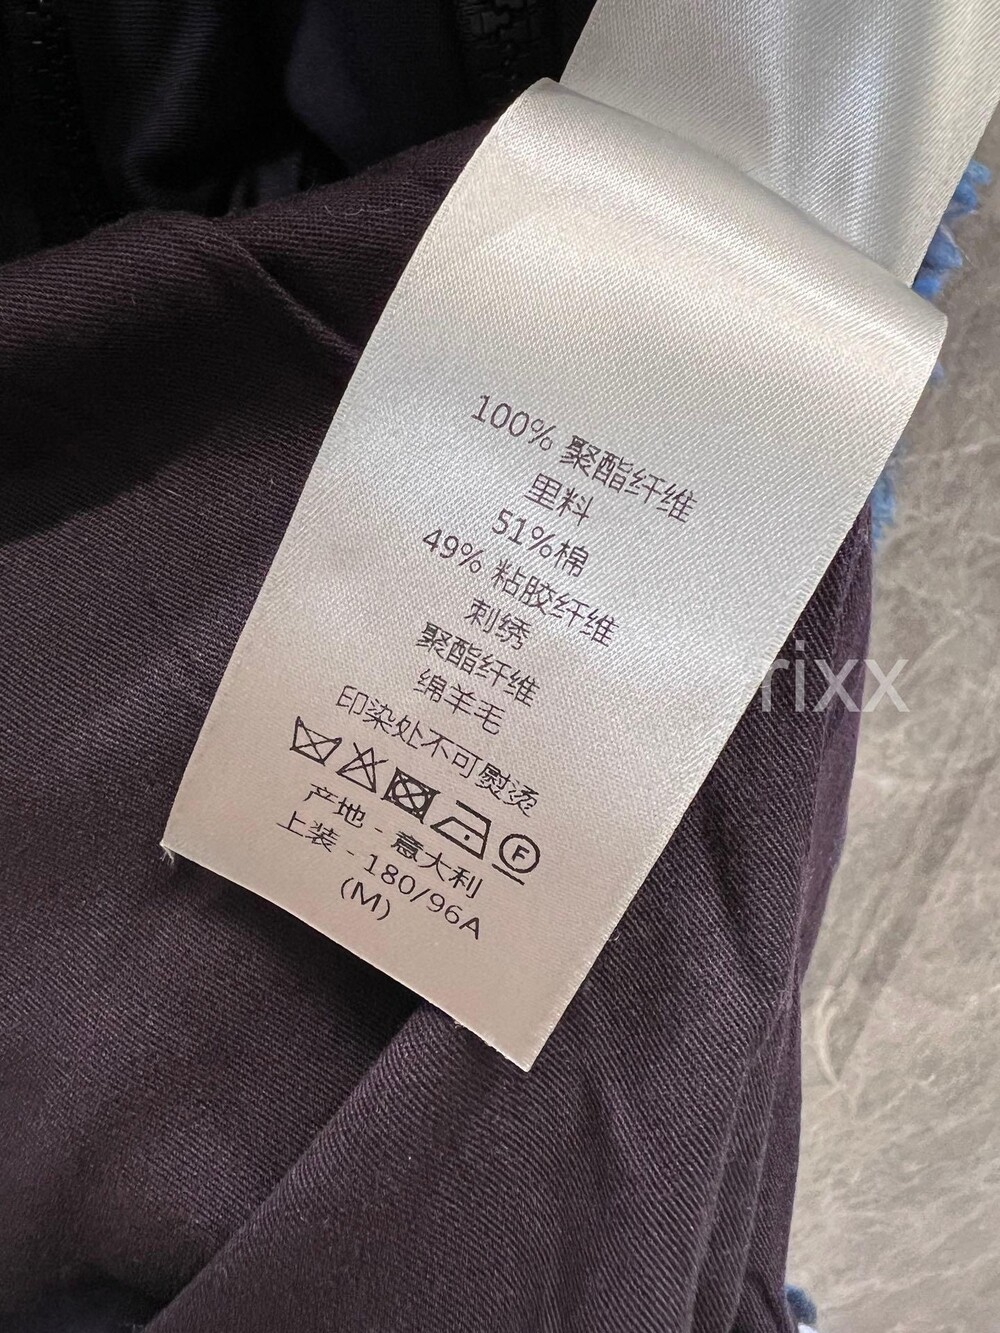 100% 聚酯纤维
里料
51%棉
49% 粘胶纤维
刺绣
聚酯纤维
绵羊毛
印染处不可熨烫
F
产地 - 意大利
上装 - 180/96A
(M)
rixx